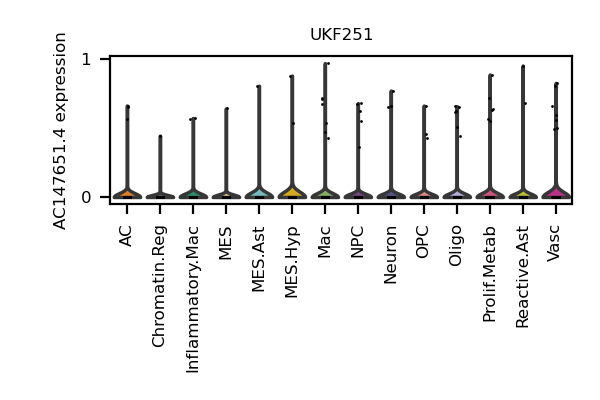 UKF251
AC147651.4 expression
1
0
AC
Chromatin.Reg
Inflammatory.Mac
MES
MES.Ast
MES.Hyp
Mac
NPC
Neuron
OPC
Oligo
Prolif.Metab
Reactive.Ast
Vasc